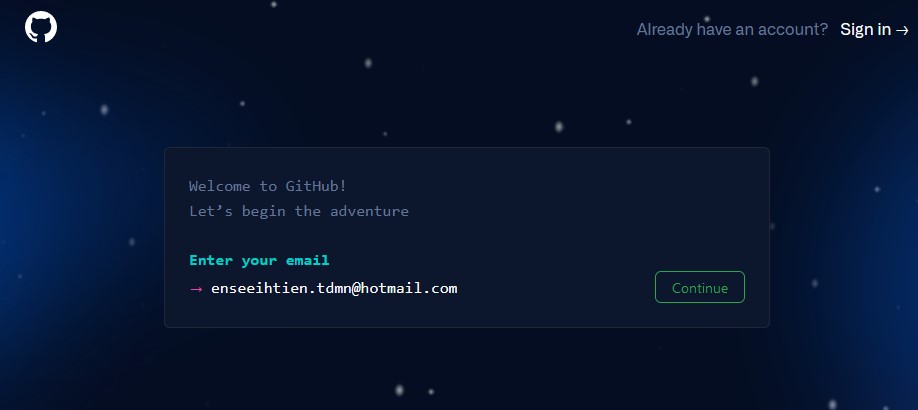 Already have an account? Sign in →
Welcome to GitHub!
Let’s begin the adventure
Enter your email
→ enseeihtien.tdmn@hotmail.com
Continue